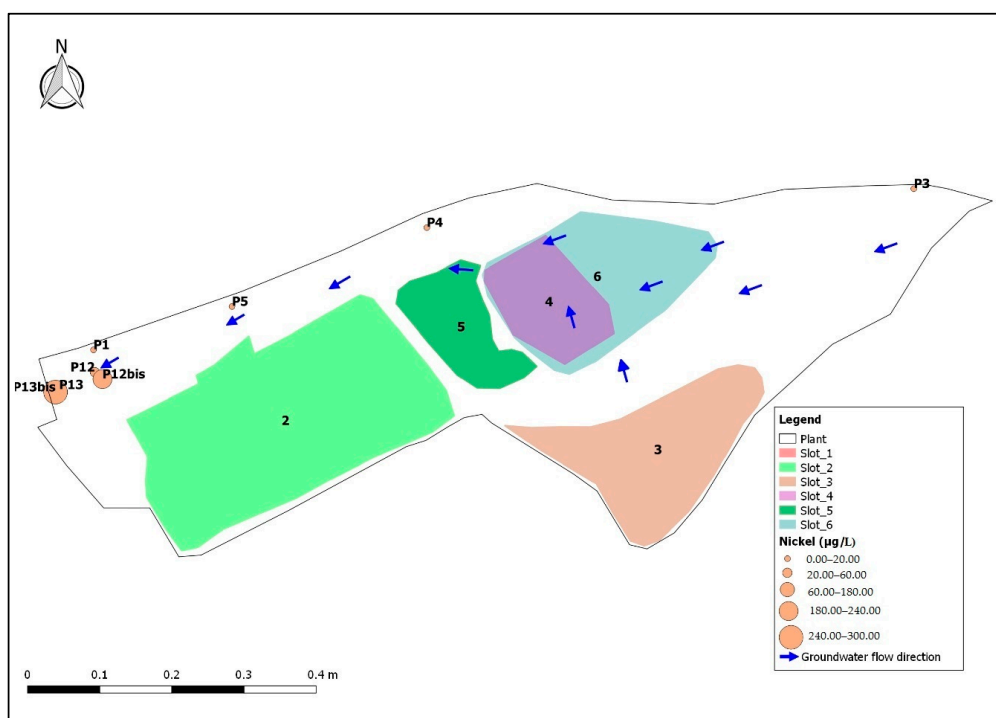 N
P3
P4
6
4
P5
5
P1
P12
P12bis
P13bis P13
2
3
Legend
Plant
Slot_1
Slot_2
Slot_3
Slot_4
Slot_5
Slot_6
Nickel (µg/L)
0.00–20.00
20.00–60.00
60.00–180.00
180.00–240.00
240.00–300.00
Groundwater flow direction
0 0.1 0.2 0.3 0.4 m